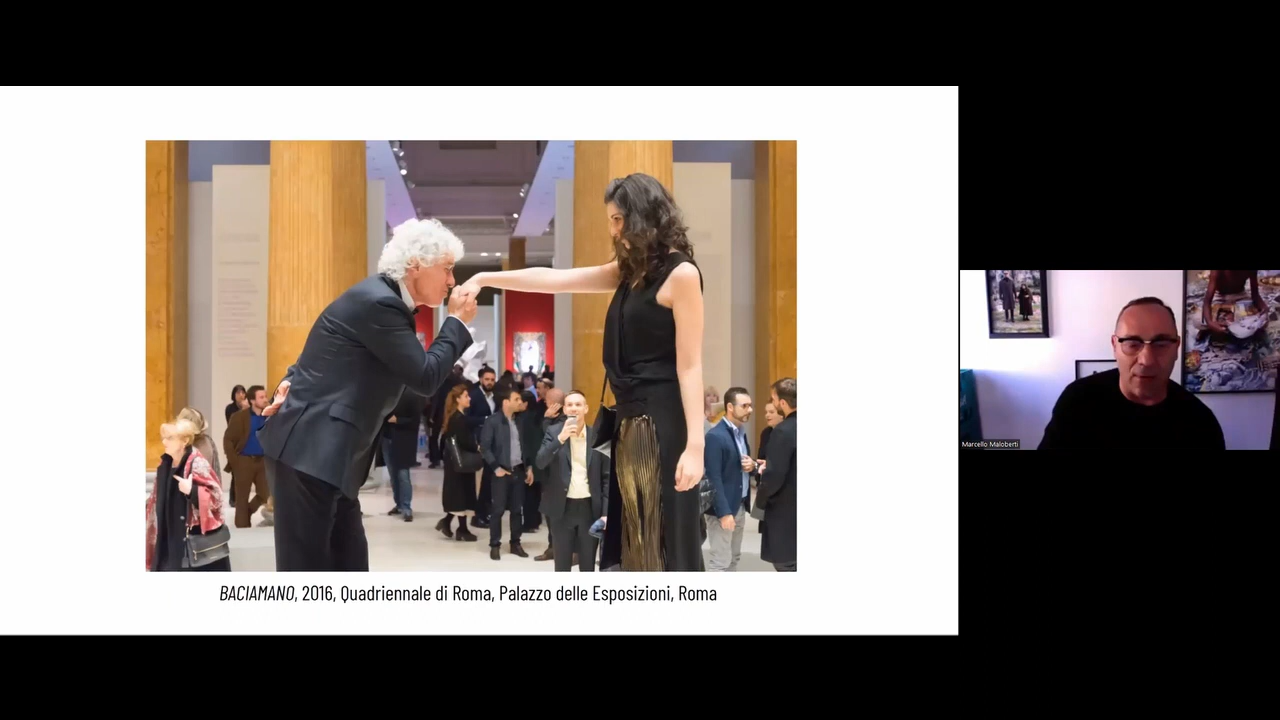 BACIAMANO, 2016, Quadriennale di Roma, Palazzo delle Esposizioni, Roma
Marcello Maloberti